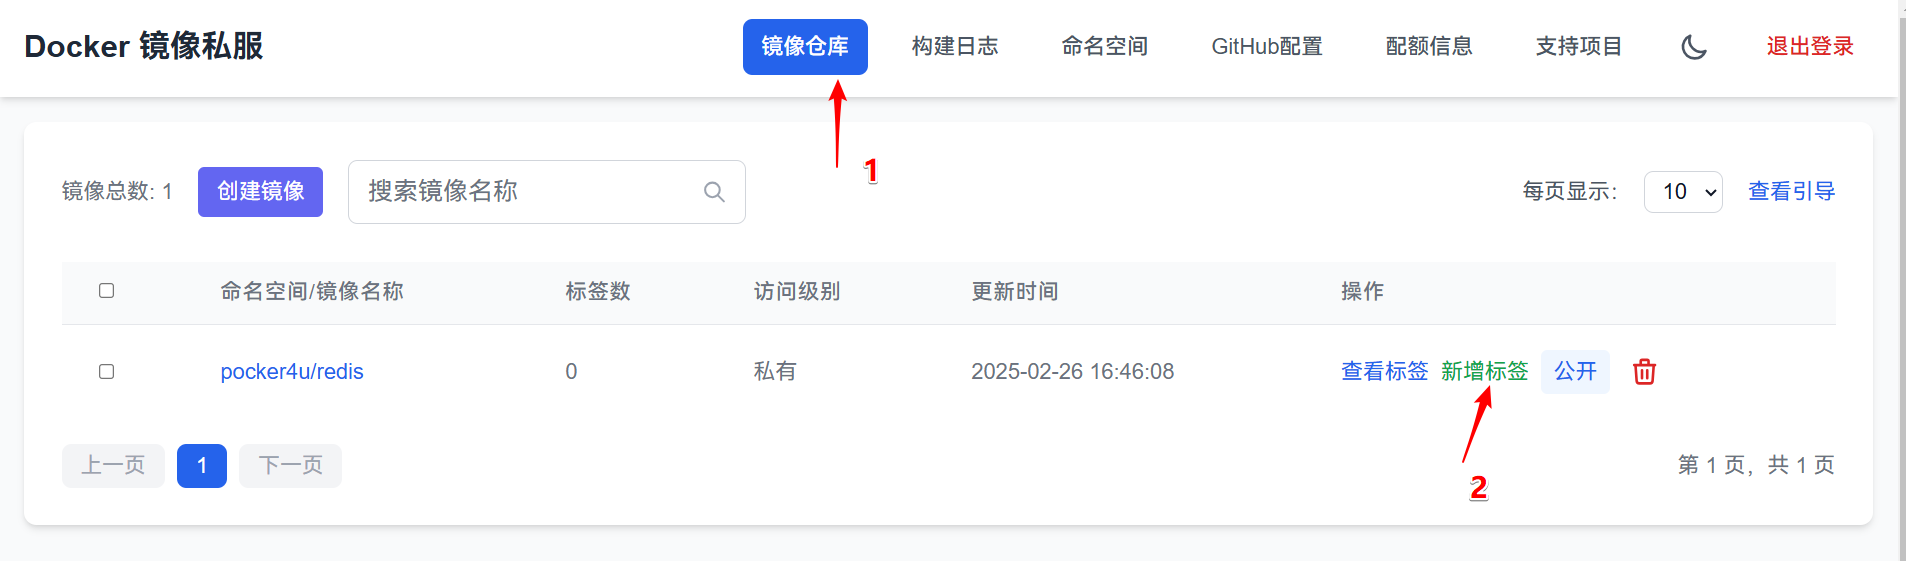 Docker 镜像私服 镜像仓库 构建日志 命名空间 GitHub配置 配额信息 支持项目 退出登录
1
镜像总数: 1 创建镜像 搜索镜像名称 每页显示: 10 查看引导
命名空间/镜像名称 标签数 访问级别 更新时间 操作
pocker4u/redis 0 私有 2025-02-26 16:46:08 查看标签 新增标签 公开
上一页 1 下一页 第 1 页，共 1 页
2